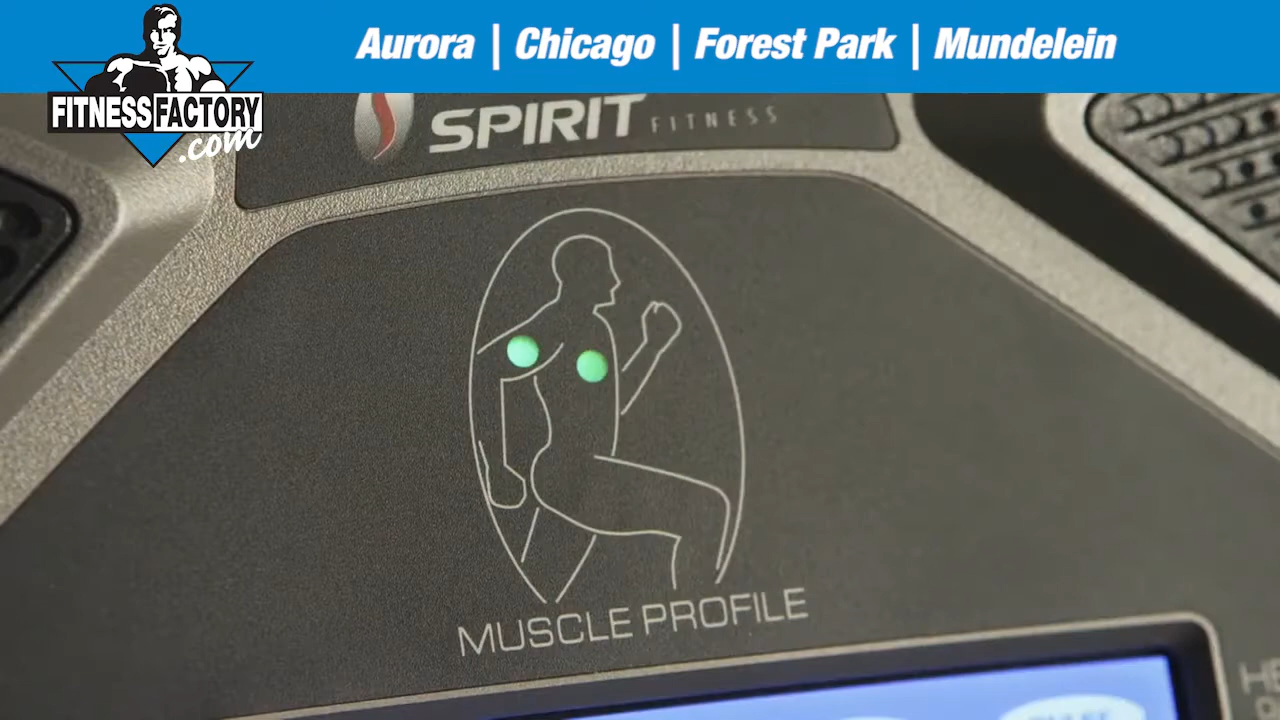 Aurora | Chicago | Forest Park | Mundelein
FITNESSFACTORY
.com
SPIRIT FITNESS
MUSCLE PROFILE